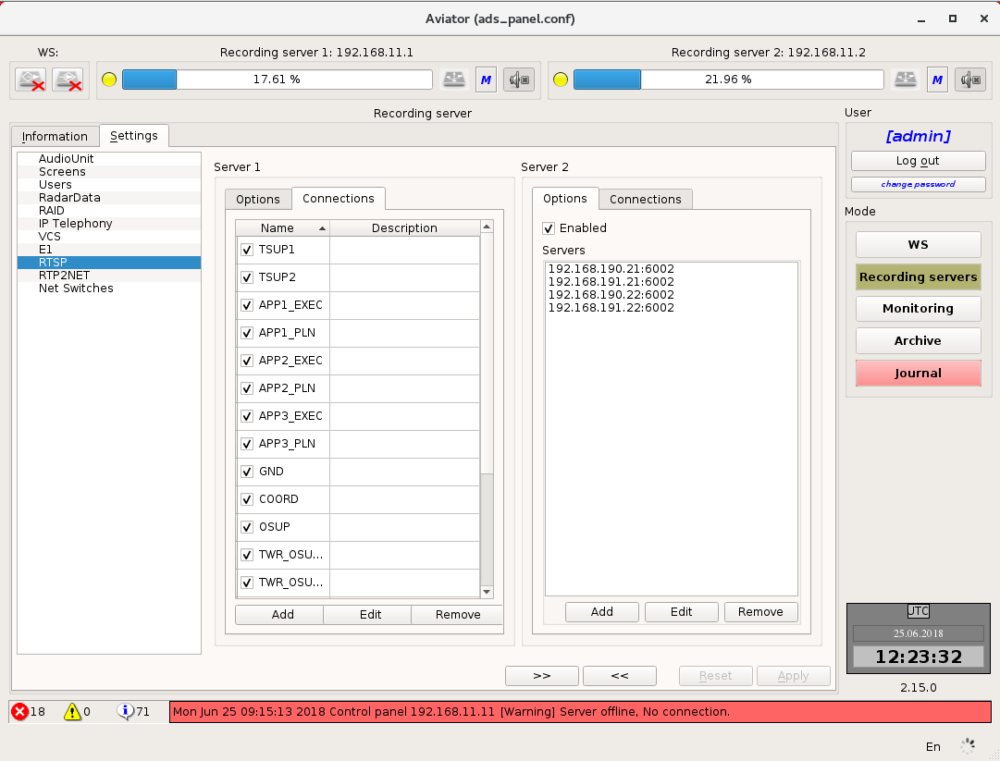 Aviator (ads_panel.conf)
WS:
Recording server 1: 192.168.11.1
Recording server 2: 192.168.11.2
17.61 %
M
21.96 %
M
Recording server
User
Information
Settings
[admin]
Log out
change password
Mode
WS
Recording servers
Monitoring
Archive
Journal
AudioUnit
Screens
Users
RadarData
RAID
IP Telephony
VCS
E1
RTSP
RTP2NET
Net Switches
Server 1
Options
Connections
Name
Description
TSUP1
TSUP2
APP1_EXEC
APP1_PLN
APP2_EXEC
APP2_PLN
APP3_EXEC
APP3_PLN
GND
COORD
OSUP
TWR_OSU...
TWR_OSU...
Add
Edit
Remove
Server 2
Options
Connections
Enabled
Servers
192.168.190.21:6002
192.168.191.21:6002
192.168.190.22:6002
192.168.191.22:6002
Add
Edit
Remove
>>
<<
Reset
Apply
UTC
25.06.2018
12:23:32
2.15.0
18
0
71
Mon Jun 25 09:15:13 2018 Control panel 192.168.11.11 [Warning] Server offline, No connection.
En